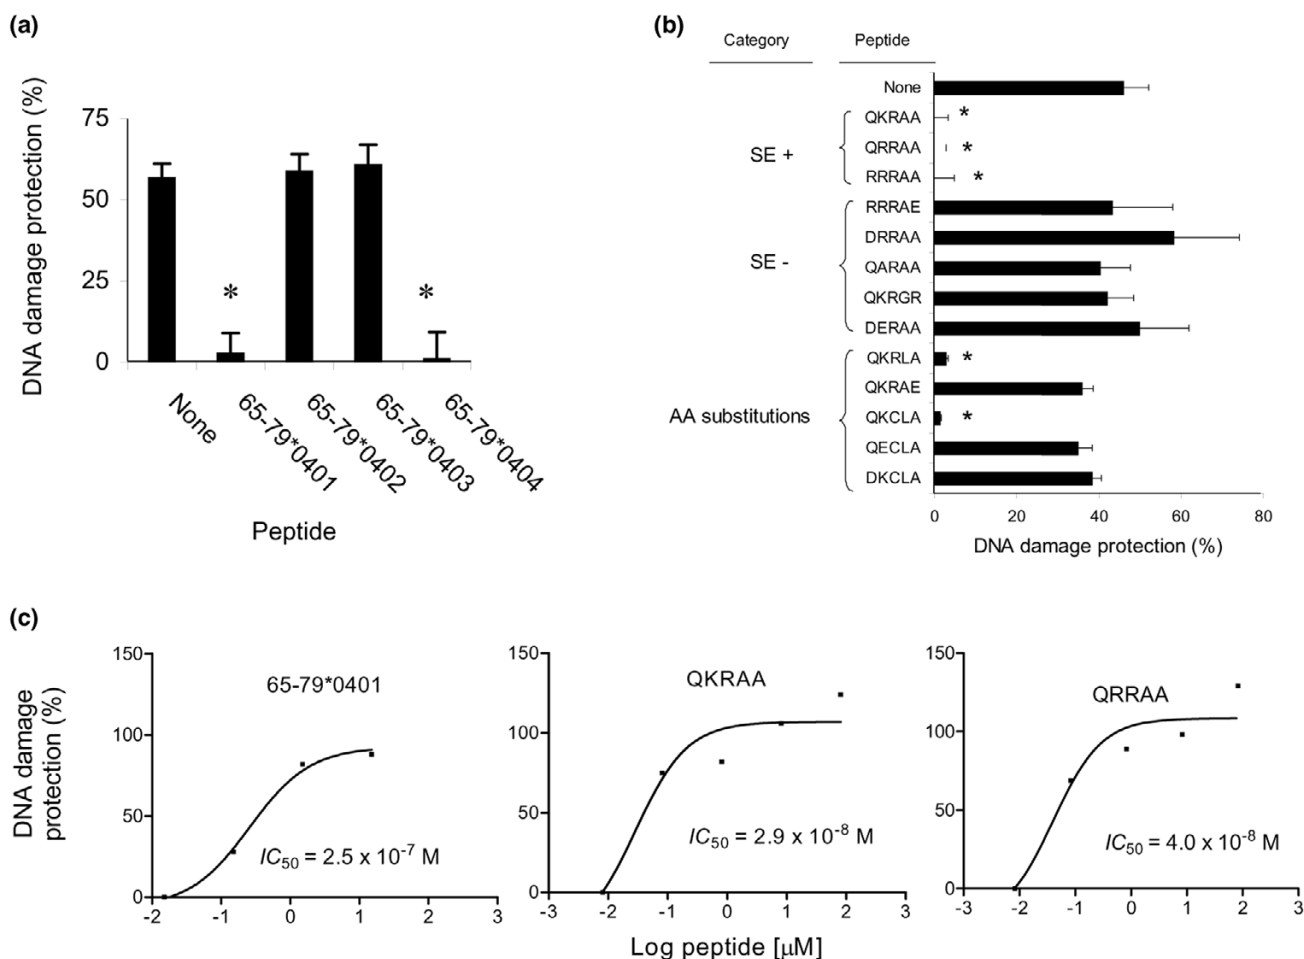 (a)
DNA damage protection (%)
75
50
25
0
*
*
None
65-79*0401
65-79*0402
65-79*0403
65-79*0404
Peptide
(b)
Category Peptide
None
SE +
QKRAA *
QRRAA *
RRRAA *
SE -
RRRAE
DRRAA
QARAA
QKRGR
DERAA
AA substitutions
QKRLA *
QKRAE
QKCLA *
QECLA
DKCLA
0 20 40 60 80
DNA damage protection (%)
(c)
DNA damage
protection (%)
150
100
50
0
65-79*0401
IC50 = 2.5 x 10-7 M
-2 -1 0 1 2 3
150
100
50
0
QKRAA
IC50 = 2.9 x 10-8 M
-3 -2 -1 0 1 2 3
150
100
50
0
QRRAA
IC50 = 4.0 x 10-8 M
-3 -2 -1 0 1 2 3
Log peptide [μM]